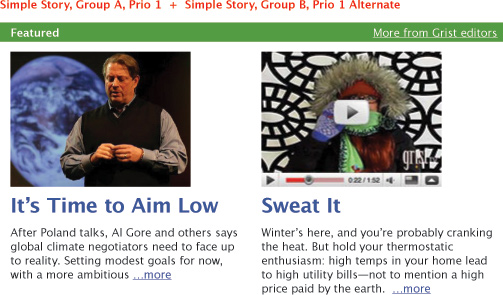 Simple Story, Group A, Prio 1 + Simple Story, Group B, Prio 1 Alternate
Featured
More from Grist editors
grist
0:22 / 1:52
It's Time to Aim Low
After Poland talks, Al Gore and others says
global climate negotiators need to face up
to reality. Setting modest goals for now,
with a more ambitious ...more
Sweat It
Winter's here, and you're probably cranking
the heat. But hold your thermostatic
enthusiasm: high temps in your home lead
to high utility bills—not to mention a high
price paid by the earth. ...more